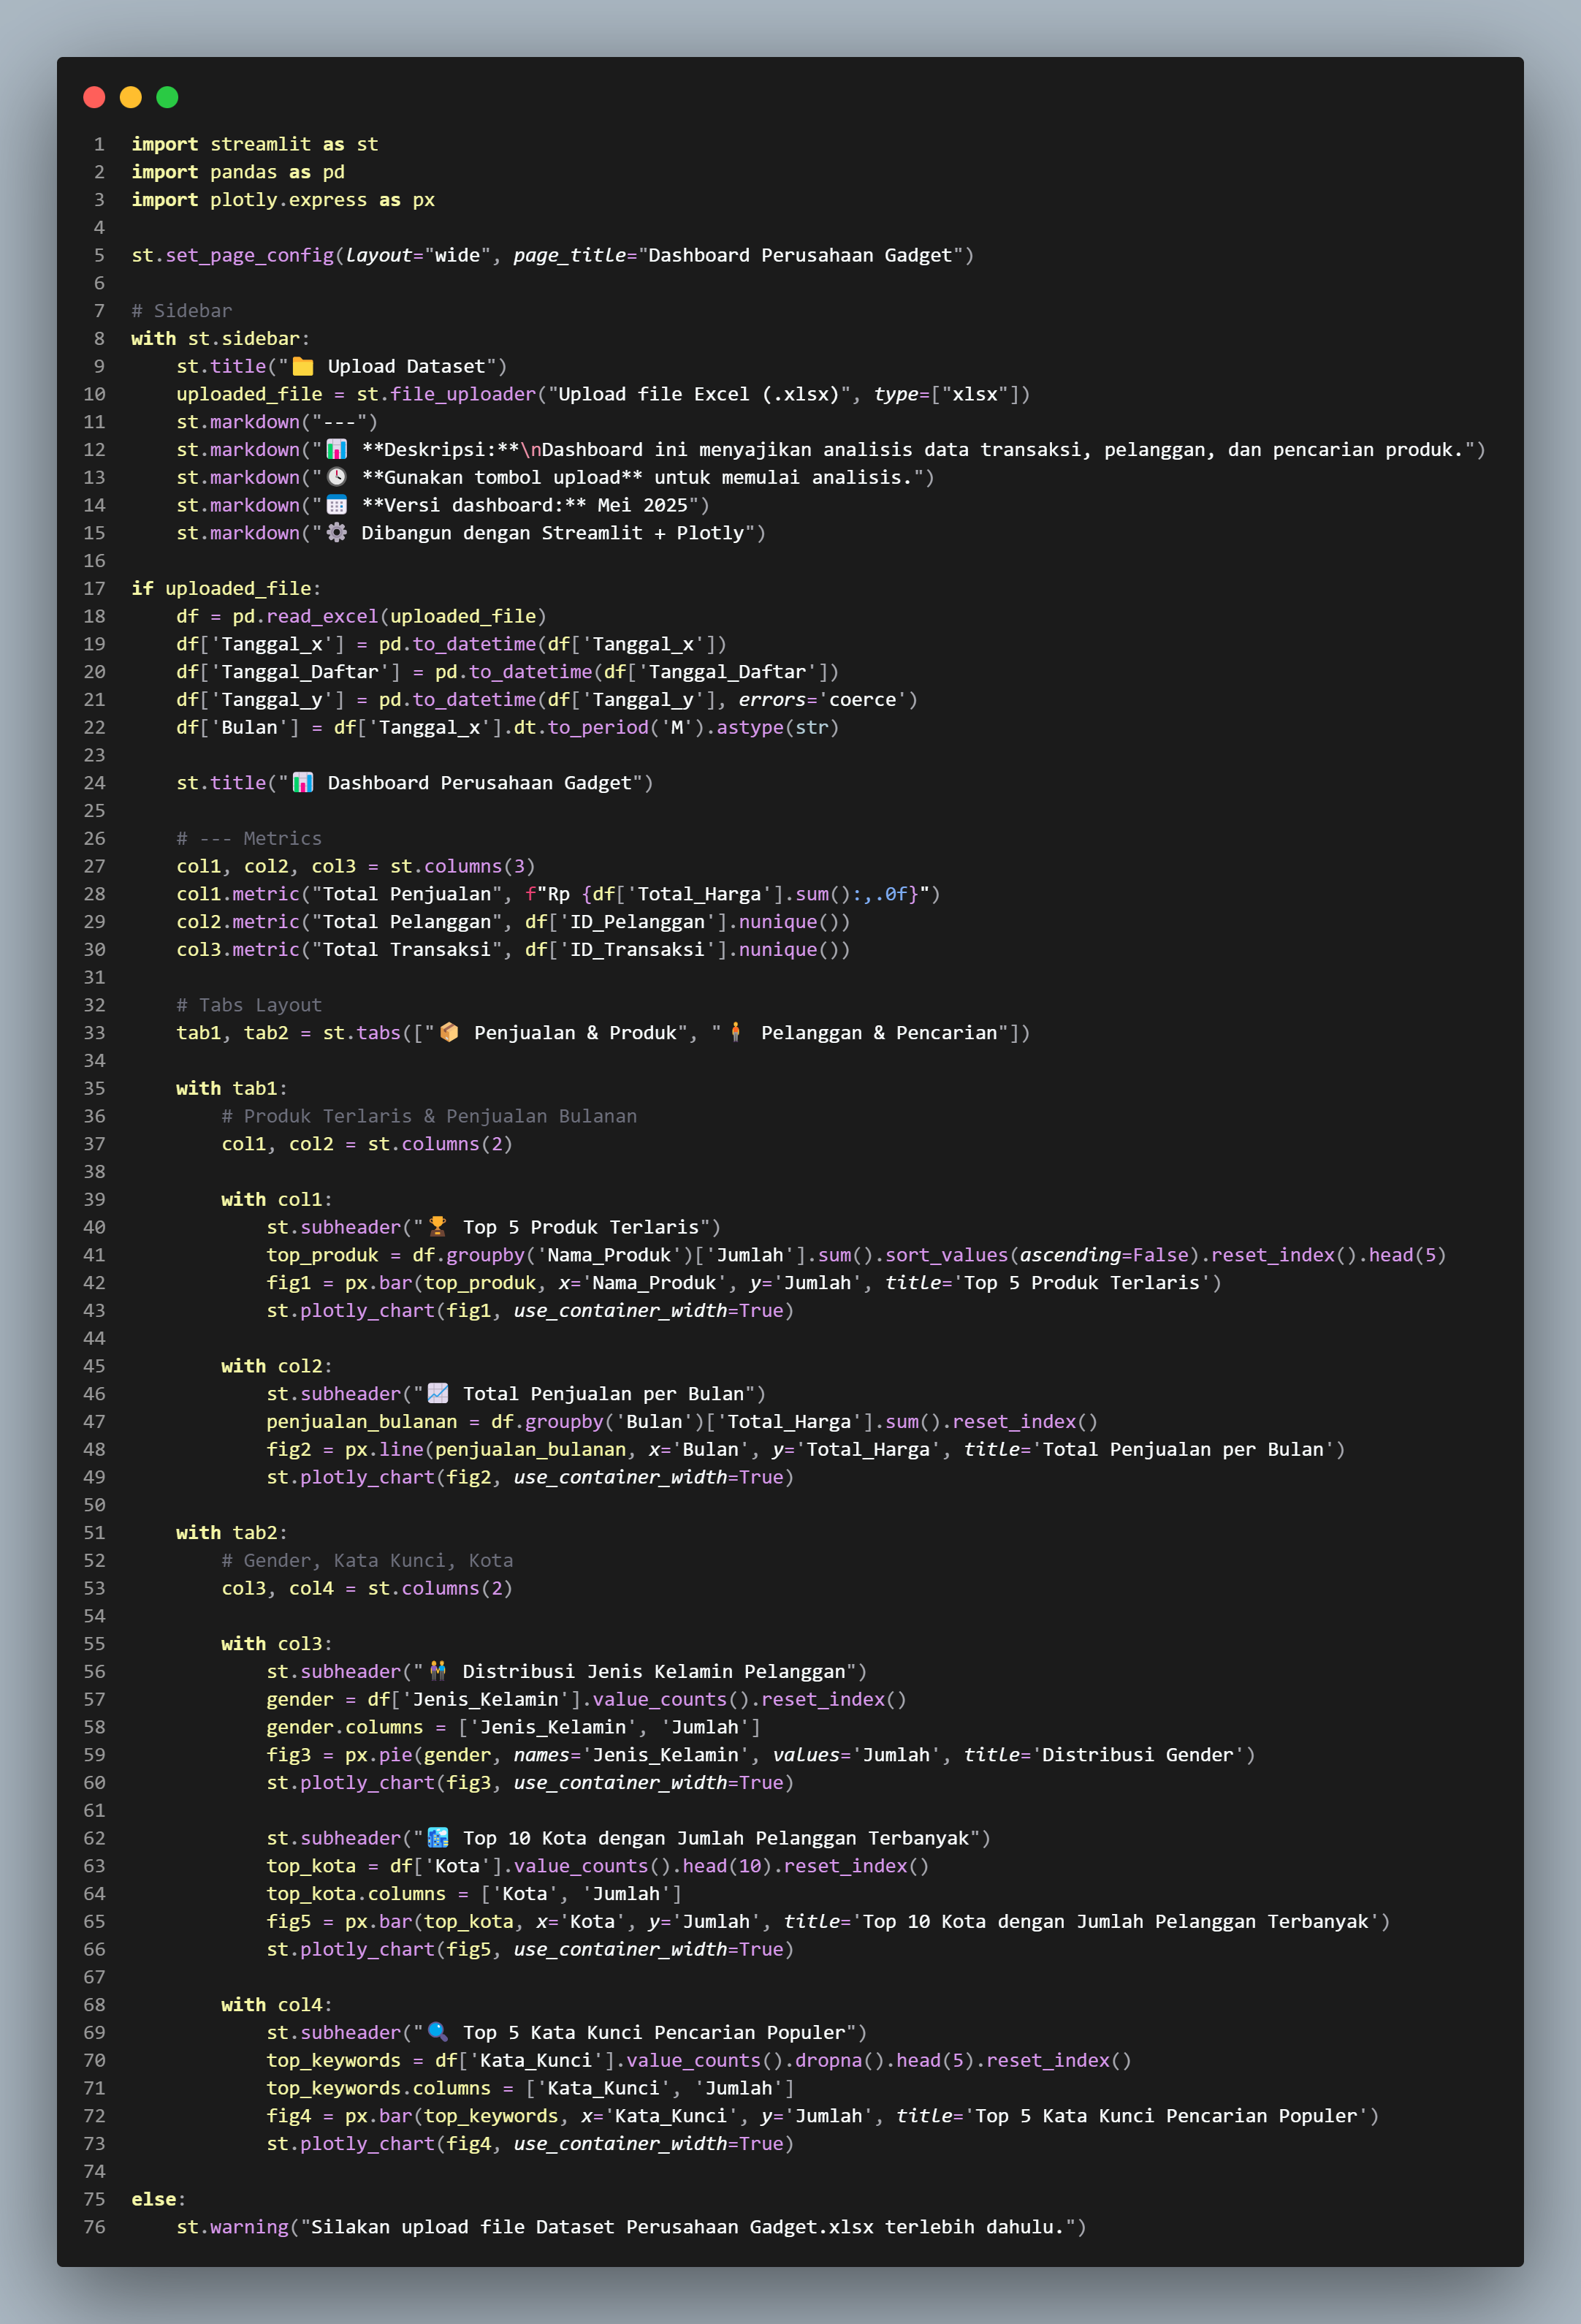 1 import streamlit as st
2 import pandas as pd
3 import plotly.express as px
4
5 st.set_page_config(layout="wide", page_title="Dashboard Perusahaan Gadget")
6
7 # Sidebar
8 with st.sidebar:
9     st.title("📁 Upload Dataset")
10     uploaded_file = st.file_uploader("Upload file Excel (.xlsx)", type=["xlsx"])
11     st.markdown("---")
12     st.markdown("📊 **Deskripsi:**\nDashboard ini menyajikan analisis data transaksi, pelanggan, dan pencarian produk.")
13     st.markdown("🕓 **Gunakan tombol upload** untuk memulai analisis.")
14     st.markdown("🗓️ **Versi dashboard:** Mei 2025")
15     st.markdown("⚙️ Dibangun dengan Streamlit + Plotly")
16
17 if uploaded_file:
18     df = pd.read_excel(uploaded_file)
19     df['Tanggal_x'] = pd.to_datetime(df['Tanggal_x'])
20     df['Tanggal_Daftar'] = pd.to_datetime(df['Tanggal_Daftar'])
21     df['Tanggal_y'] = pd.to_datetime(df['Tanggal_y'], errors='coerce')
22     df['Bulan'] = df['Tanggal_x'].dt.to_period('M').astype(str)
23
24     st.title("📊 Dashboard Perusahaan Gadget")
25
26     # --- Metrics
27     col1, col2, col3 = st.columns(3)
28     col1.metric("Total Penjualan", f"Rp {df['Total_Harga'].sum():,.0f}")
29     col2.metric("Total Pelanggan", df['ID_Pelanggan'].nunique())
30     col3.metric("Total Transaksi", df['ID_Transaksi'].nunique())
31
32     # Tabs Layout
33     tab1, tab2 = st.tabs(["📦 Penjualan & Produk", "🧍 Pelanggan & Pencarian"])
34
35     with tab1:
36         # Produk Terlaris & Penjualan Bulanan
37         col1, col2 = st.columns(2)
38
39         with col1:
40             st.subheader("🏆 Top 5 Produk Terlaris")
41             top_produk = df.groupby('Nama_Produk')['Jumlah'].sum().sort_values(ascending=False).reset_index().head(5)
42             fig1 = px.bar(top_produk, x='Nama_Produk', y='Jumlah', title='Top 5 Produk Terlaris')
43             st.plotly_chart(fig1, use_container_width=True)
44
45         with col2:
46             st.subheader("📈 Total Penjualan per Bulan")
47             penjualan_bulanan = df.groupby('Bulan')['Total_Harga'].sum().reset_index()
48             fig2 = px.line(penjualan_bulanan, x='Bulan', y='Total_Harga', title='Total Penjualan per Bulan')
49             st.plotly_chart(fig2, use_container_width=True)
50
51     with tab2:
52         # Gender, Kata Kunci, Kota
53         col3, col4 = st.columns(2)
54
55         with col3:
56             st.subheader("👫 Distribusi Jenis Kelamin Pelanggan")
57             gender = df['Jenis_Kelamin'].value_counts().reset_index()
58             gender.columns = ['Jenis_Kelamin', 'Jumlah']
59             fig3 = px.pie(gender, names='Jenis_Kelamin', values='Jumlah', title='Distribusi Gender')
60             st.plotly_chart(fig3, use_container_width=True)
61
62             st.subheader("🏙️ Top 10 Kota dengan Jumlah Pelanggan Terbanyak")
63             top_kota = df['Kota'].value_counts().head(10).reset_index()
64             top_kota.columns = ['Kota', 'Jumlah']
65             fig5 = px.bar(top_kota, x='Kota', y='Jumlah', title='Top 10 Kota dengan Jumlah Pelanggan Terbanyak')
66             st.plotly_chart(fig5, use_container_width=True)
67
68         with col4:
69             st.subheader("🔍 Top 5 Kata Kunci Pencarian Populer")
70             top_keywords = df['Kata_Kunci'].value_counts().dropna().head(5).reset_index()
71             top_keywords.columns = ['Kata_Kunci', 'Jumlah']
72             fig4 = px.bar(top_keywords, x='Kata_Kunci', y='Jumlah', title='Top 5 Kata Kunci Pencarian Populer')
73             st.plotly_chart(fig4, use_container_width=True)
74
75 else:
76     st.warning("Silakan upload file Dataset Perusahaan Gadget.xlsx terlebih dahulu.")